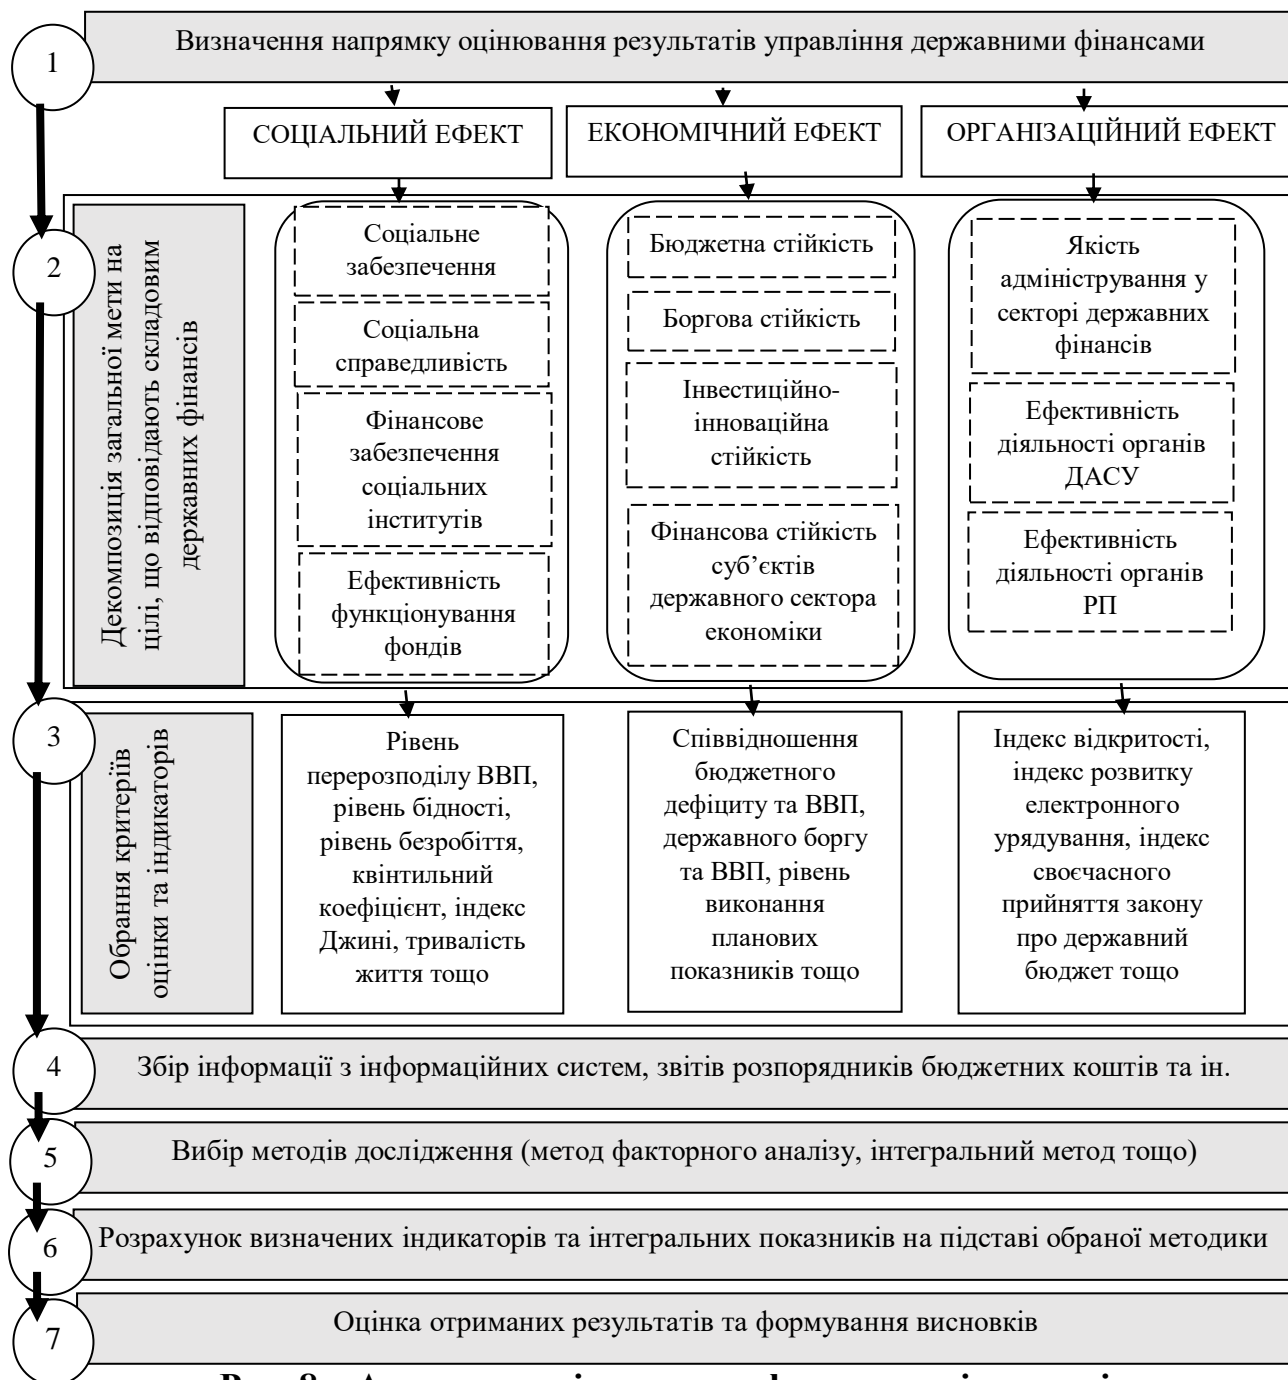 1
Визначення напрямку оцінювання результатів управління державними фінансами
СОЦІАЛЬНИЙ ЕФЕКТ
ЕКОНОМІЧНИЙ ЕФЕКТ
ОРГАНІЗАЦІЙНИЙ ЕФЕКТ
2
Декомпозиція загальної мети на
цілі, що відповідають складовим
державних фінансів
Соціальне
забезпечення
Соціальна
справедливість
Фінансове
забезпечення
соціальних
інститутів
Ефективність
функціонування
фондів
Бюджетна стійкість
Боргова стійкість
Інвестиційно-
інноваційна
стійкість
Фінансова стійкість
суб’єктів
державного сектора
економіки
Якість
адміністрування у
секторі державних
фінансів
Ефективність
діяльності органів
ДАСУ
Ефективність
діяльності органів
РП
3
Обрання критеріїв
оцінки та індикаторів
Рівень
перерозподілу ВВП,
рівень бідності,
рівень безробіття,
квінтильний
коефіцієнт, індекс
Джині, тривалість
життя тощо
Співвідношення
бюджетного
дефіциту та ВВП,
державного боргу
та ВВП, рівень
виконання
планових
показників тощо
Індекс відкритості,
індекс розвитку
електронного
урядування, індекс
своєчасного
прийняття закону
про державний
бюджет тощо
4
Збір інформації з інформаційних систем, звітів розпорядників бюджетних коштів та ін.
5
Вибір методів дослідження (метод факторного аналізу, інтегральний метод тощо)
6
Розрахунок визначених індикаторів та інтегральних показників на підставі обраної методики
7
Оцінка отриманих результатів та формування висновків